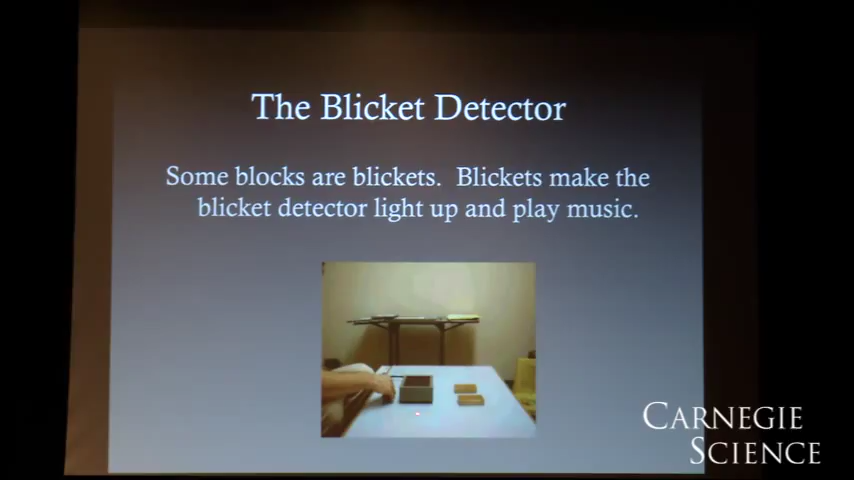 The Blicket Detector
Some blocks are blickets. Blickets make the
blicket detector light up and play music.
CARNEGIE
SCIENCE